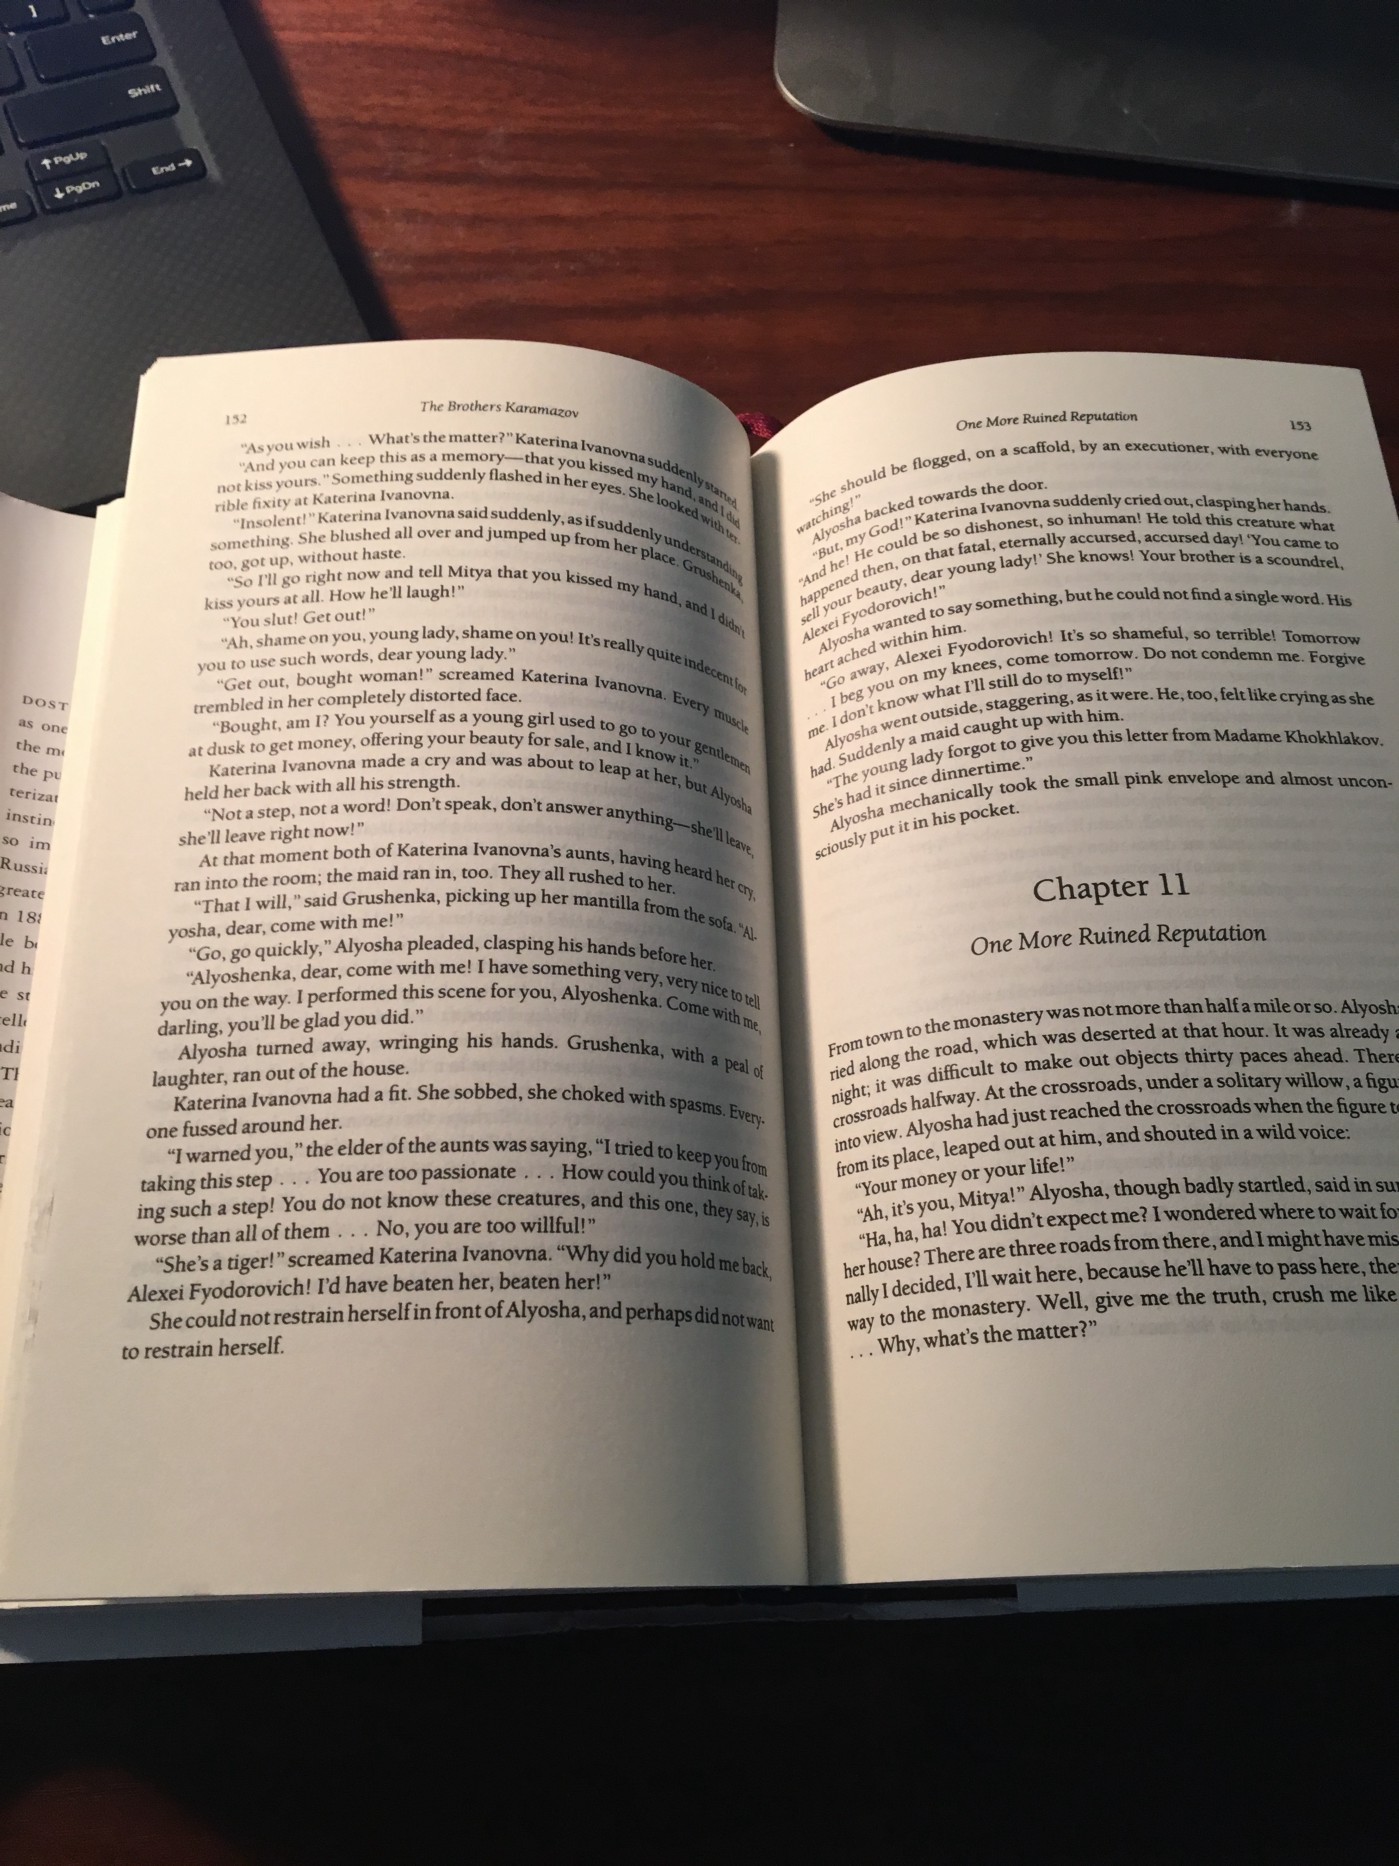 ]
Enter
Shift
PgUp
PgDn
End
me
DOST
as one
the me
the pu
teriza
instin
so im
Russia
greate
n 188
le be
nd h
e st
152
The Brothers Karamazov
“As you wish . . . What’s the matter?” Katerina Ivanovna suddenly started.
“And you can keep this as a memory—that you kissed my hand, and I did
not kiss yours.” Something suddenly flashed in her eyes. She looked with ter-
rible fixity at Katerina Ivanovna.
“Insolent!” Katerina Ivanovna said suddenly, as if suddenly understanding
something. She blushed all over and jumped up from her place. Grushenka,
too, got up, without haste.
“So I’ll go right now and tell Mitya that you kissed my hand, and I didn’t
kiss yours at all. How he’ll laugh!”
“You slut! Get out!”
“Ah, shame on you, young lady, shame on you! It’s really quite indecent for
you to use such words, dear young lady.”
“Get out, bought woman!” screamed Katerina Ivanovna. Every muscle
trembled in her completely distorted face.
“Bought, am I? You yourself as a young girl used to go to your gentlemen
at dusk to get money, offering your beauty for sale, and I know it.”
Katerina Ivanovna made a cry and was about to leap at her, but Alyosha
held her back with all his strength.
“Not a step, not a word! Don’t speak, don’t answer anything—she’ll leave,
she’ll leave right now!”
At that moment both of Katerina Ivanovna’s aunts, having heard her cry,
ran into the room; the maid ran in, too. They all rushed to her.
“That I will,” said Grushenka, picking up her mantilla from the sofa. “Al-
yosha, dear, come with me!”
“Go, go quickly,” Alyosha pleaded, clasping his hands before her.
“Alyoshenka, dear, come with me! I have something very, very nice to tell
you on the way. I performed this scene for you, Alyoshenka. Come with me,
darling, you’ll be glad you did.”
Alyosha turned away, wringing his hands. Grushenka, with a peal of
laughter, ran out of the house.
Katerina Ivanovna had a fit. She sobbed, she choked with spasms. Every-
one fussed around her.
“I warned you,” the elder of the aunts was saying, “I tried to keep you from
taking this step . . . You are too passionate . . . How could you think of tak-
ing such a step! You do not know these creatures, and this one, they say, is
worse than all of them . . . No, you are too willful!”
“She’s a tiger!” screamed Katerina Ivanovna. “Why did you hold me back,
Alexei Fyodorovich! I’d have beaten her, beaten her!”
She could not restrain herself in front of Alyosha, and perhaps did not want
to restrain herself.
One More Ruined Reputation
153
“She should be flogged, on a scaffold, by an executioner, with everyone
watching!”
Alyosha backed towards the door.
“But, my God!” Katerina Ivanovna suddenly cried out, clasping her hands.
“And he! He could be so dishonest, so inhuman! He told this creature what
happened then, on that fatal, eternally accursed, accursed day! ‘You came to
sell your beauty, dear young lady!’ She knows! Your brother is a scoundrel,
Alexei Fyodorovich!”
Alyosha wanted to say something, but he could not find a single word. His
heart ached within him.
“Go away, Alexei Fyodorovich! It’s so shameful, so terrible! Tomorrow
. . . I beg you on my knees, come tomorrow. Do not condemn me. Forgive
me. I don’t know what I’ll still do to myself!”
Alyosha went outside, staggering, as it were. He, too, felt like crying as she
had. Suddenly a maid caught up with him.
“The young lady forgot to give you this letter from Madame Khokhlakov.
She’s had it since dinnertime.”
Alyosha mechanically took the small pink envelope and almost uncon-
sciously put it in his pocket.
Chapter 11
One More Ruined Reputation
From town to the monastery was not more than half a mile or so. Alyosh
ried along the road, which was deserted at that hour. It was already a
night; it was difficult to make out objects thirty paces ahead. There
crossroads halfway. At the crossroads, under a solitary willow, a figu
into view. Alyosha had just reached the crossroads when the figure to
from its place, leaped out at him, and shouted in a wild voice:
“Your money or your life!”
“Ah, it’s you, Mitya!” Alyosha, though badly startled, said in su
“Ha, ha, ha! You didn’t expect me? I wondered where to wait fo
her house? There are three roads from there, and I might have mis
nally I decided, I’ll wait here, because he’ll have to pass here, the
way to the monastery. Well, give me the truth, crush me like
. . . Why, what’s the matter?”